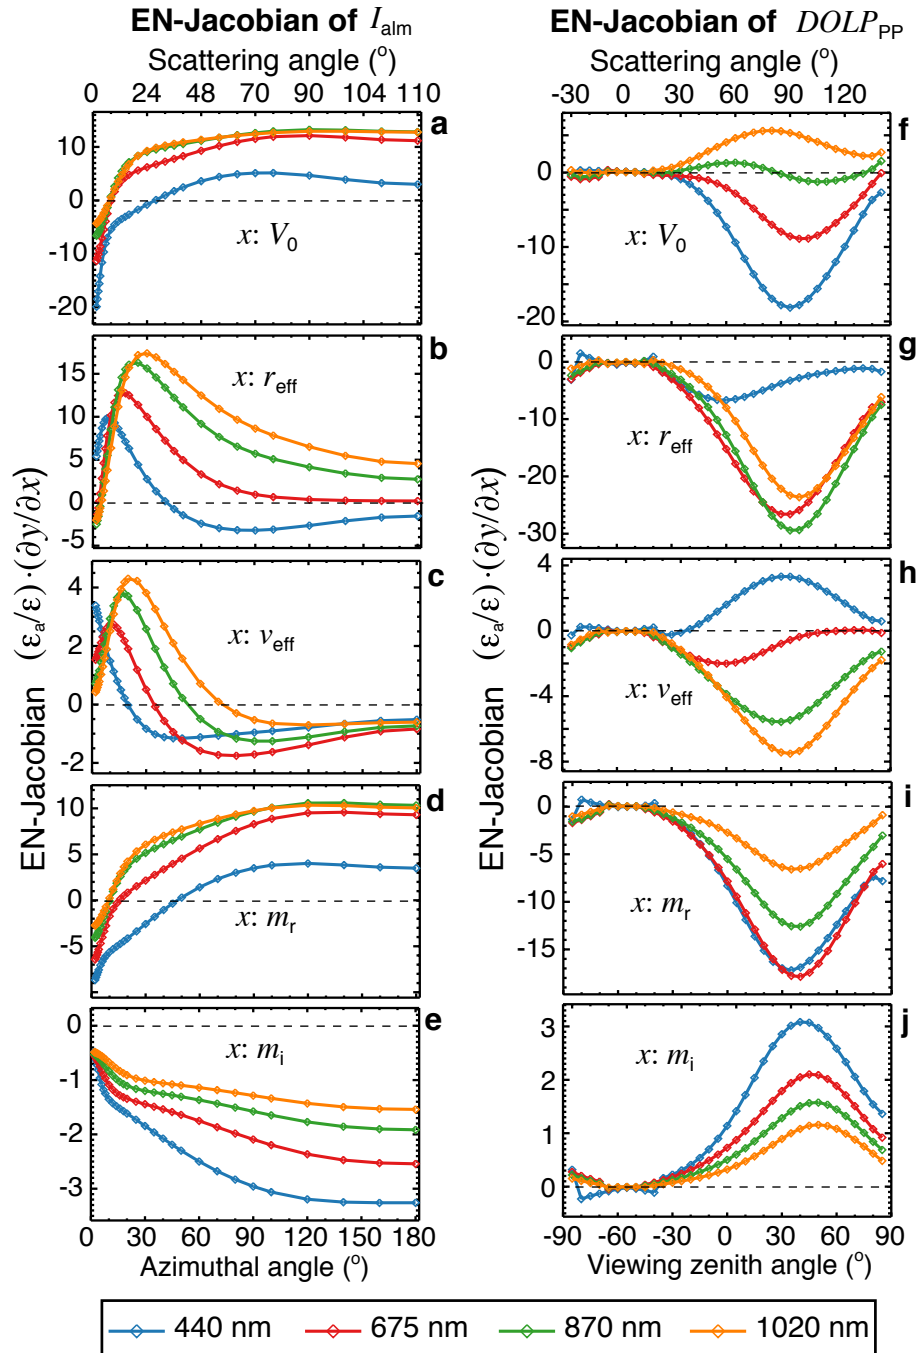 EN-Jacobian of I_alm
EN-Jacobian of DOLP_PP
Scattering angle (°)
Scattering angle (°)
0 24 48 70 90 104 110
-30 0 30 60 90 120
a
10
0
-10
-20
x: V_0
f
0
-10
-20
x: V_0
b
15
10
5
0
-5
x: r_eff
g
0
-10
-20
-30
x: r_eff
c
4
2
0
-2
x: v_eff
h
4
0
-4
-8
x: v_eff
d
10
5
0
-5
x: m_r
i
0
-5
-10
-15
x: m_r
e
0
-1
-2
-3
x: m_i
j
3
2
1
0
x: m_i
EN-Jacobian (ε_a/ε)·(∂y/∂x)
EN-Jacobian (ε_a/ε)·(∂y/∂x)
0 30 60 90 120 150 180
-90 -60 -30 0 30 60 90
Azimuthal angle (°)
Viewing zenith angle (°)
440 nm 675 nm 870 nm 1020 nm